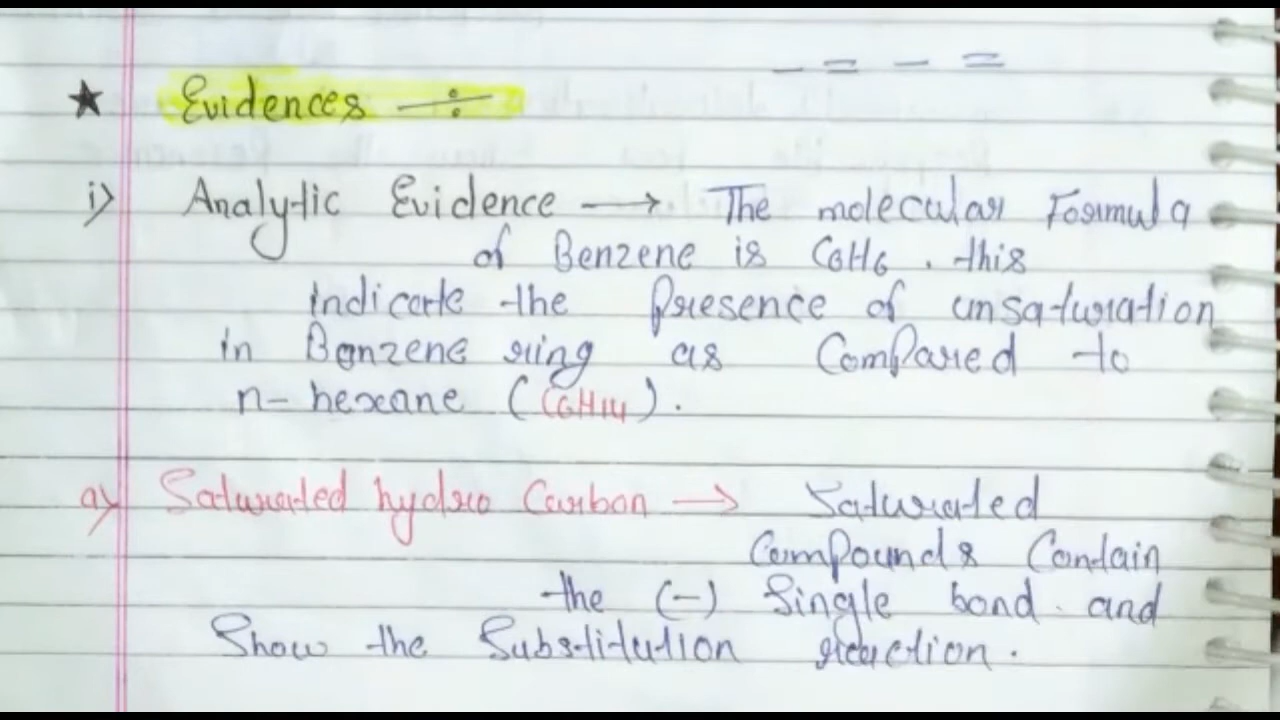 — = — =
★ Evidences ÷
i) Analytic Evidence → The molecular Formula
of Benzene is C6H6. this
indicate the Presence of unsaturation
in Benzene ring as Compared to
n- hexane (C6H14).
a) Saturated hydro Carbon → Saturated
Compounds Contain
the (-) Single bond and
Show the Substitution reaction.